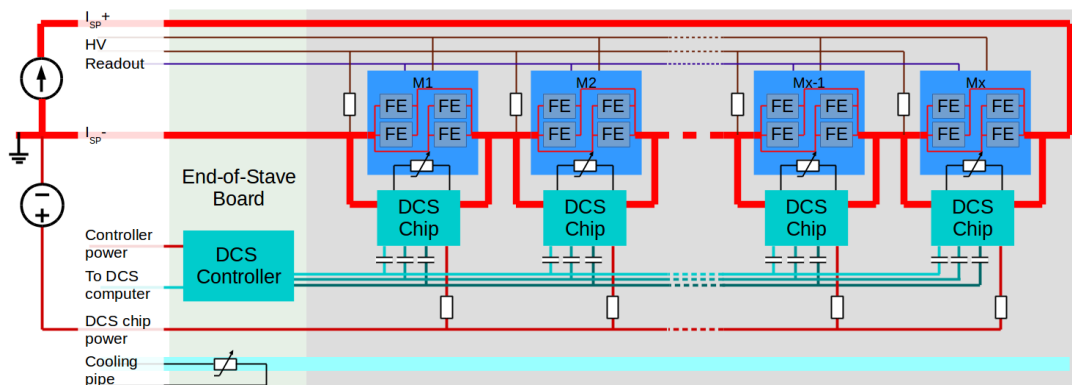 I_SP+
HV
Readout
M1
M2
Mx-1
Mx
FE FE
FE FE
FE FE
FE FE
FE FE
FE FE
FE FE
FE FE
I_SP-
End-of-Stave
Board
DCS
Chip
DCS
Chip
DCS
Chip
DCS
Chip
−
+
Controller
power
DCS
Controller
To DCS
computer
DCS chip
power
Cooling
pipe